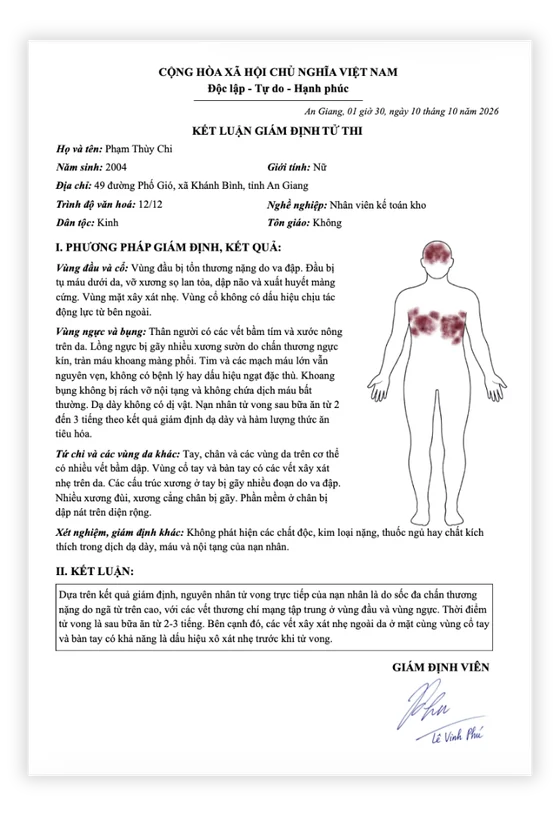 CỘNG HÒA XÃ HỘI CHỦ NGHĨA VIỆT NAM
Độc lập - Tự do - Hạnh phúc
An Giang, 01 giờ 30, ngày 10 tháng 10 năm 2026
KẾT LUẬN GIÁM ĐỊNH TỬ THI
Họ và tên: Phạm Thùy Chi
Năm sinh: 2004 Giới tính: Nữ
Địa chỉ: 49 đường Phố Gió, xã Khánh Bình, tỉnh An Giang
Trình độ văn hoá: 12/12 Nghề nghiệp: Nhân viên kế toán kho
Dân tộc: Kinh Tôn giáo: Không
I. PHƯƠNG PHÁP GIÁM ĐỊNH, KẾT QUẢ:
Vùng đầu và cổ: Vùng đầu bị tổn thương nặng do va đập. Đầu bị
tụ máu dưới da, vỡ xương sọ lan tỏa, dập não và xuất huyết màng
cứng. Vùng mặt xây xát nhẹ. Vùng cổ không có dấu hiệu chịu tác
động lực từ bên ngoài.
Vùng ngực và bụng: Thân người có các vết bầm tím và xước nông
trên da. Lồng ngực bị gãy nhiều xương sườn do chấn thương ngực
kín, tràn máu khoang màng phổi. Tim và các mạch máu lớn vẫn
nguyên vẹn, không có bệnh lý hay dấu hiệu ngạt đặc thù. Khoang
bụng không bị rách vỡ nội tạng và không chứa dịch máu bất
thường. Dạ dày không có dị vật. Nạn nhân tử vong sau bữa ăn từ 2
đến 3 tiếng theo kết quả giám định dạ dày và hàm lượng thức ăn
tiêu hóa.
Tứ chi và các vùng da khác: Tay, chân và các vùng da trên cơ thể
có nhiều vết bầm dập. Vùng cổ tay và bàn tay có các vết xây xát
nhẹ trên da. Các cấu trúc xương ở tay bị gãy nhiều đoạn do va đập.
Nhiều xương đùi, xương cẳng chân bị gãy. Phần mềm ở chân bị
dập nát trên diện rộng.
Xét nghiệm, giám định khác: Không phát hiện các chất độc, kim loại nặng, thuốc ngủ hay chất kích
thích trong dịch dạ dày, máu và nội tạng của nạn nhân.
II. KẾT LUẬN:
Dựa trên kết quả giám định, nguyên nhân tử vong trực tiếp của nạn nhân là do sốc đa chấn thương
nặng do ngã từ trên cao, với các vết thương chí mạng tập trung ở vùng đầu và vùng ngực. Thời điểm
tử vong là sau bữa ăn từ 2-3 tiếng. Bên cạnh đó, các vết xây xát nhẹ ngoài da ở mặt cùng vùng cổ tay
và bàn tay có khả năng là dấu hiệu xô xát nhẹ trước khi tử vong.
GIÁM ĐỊNH VIÊN
Lê Vinh Phú